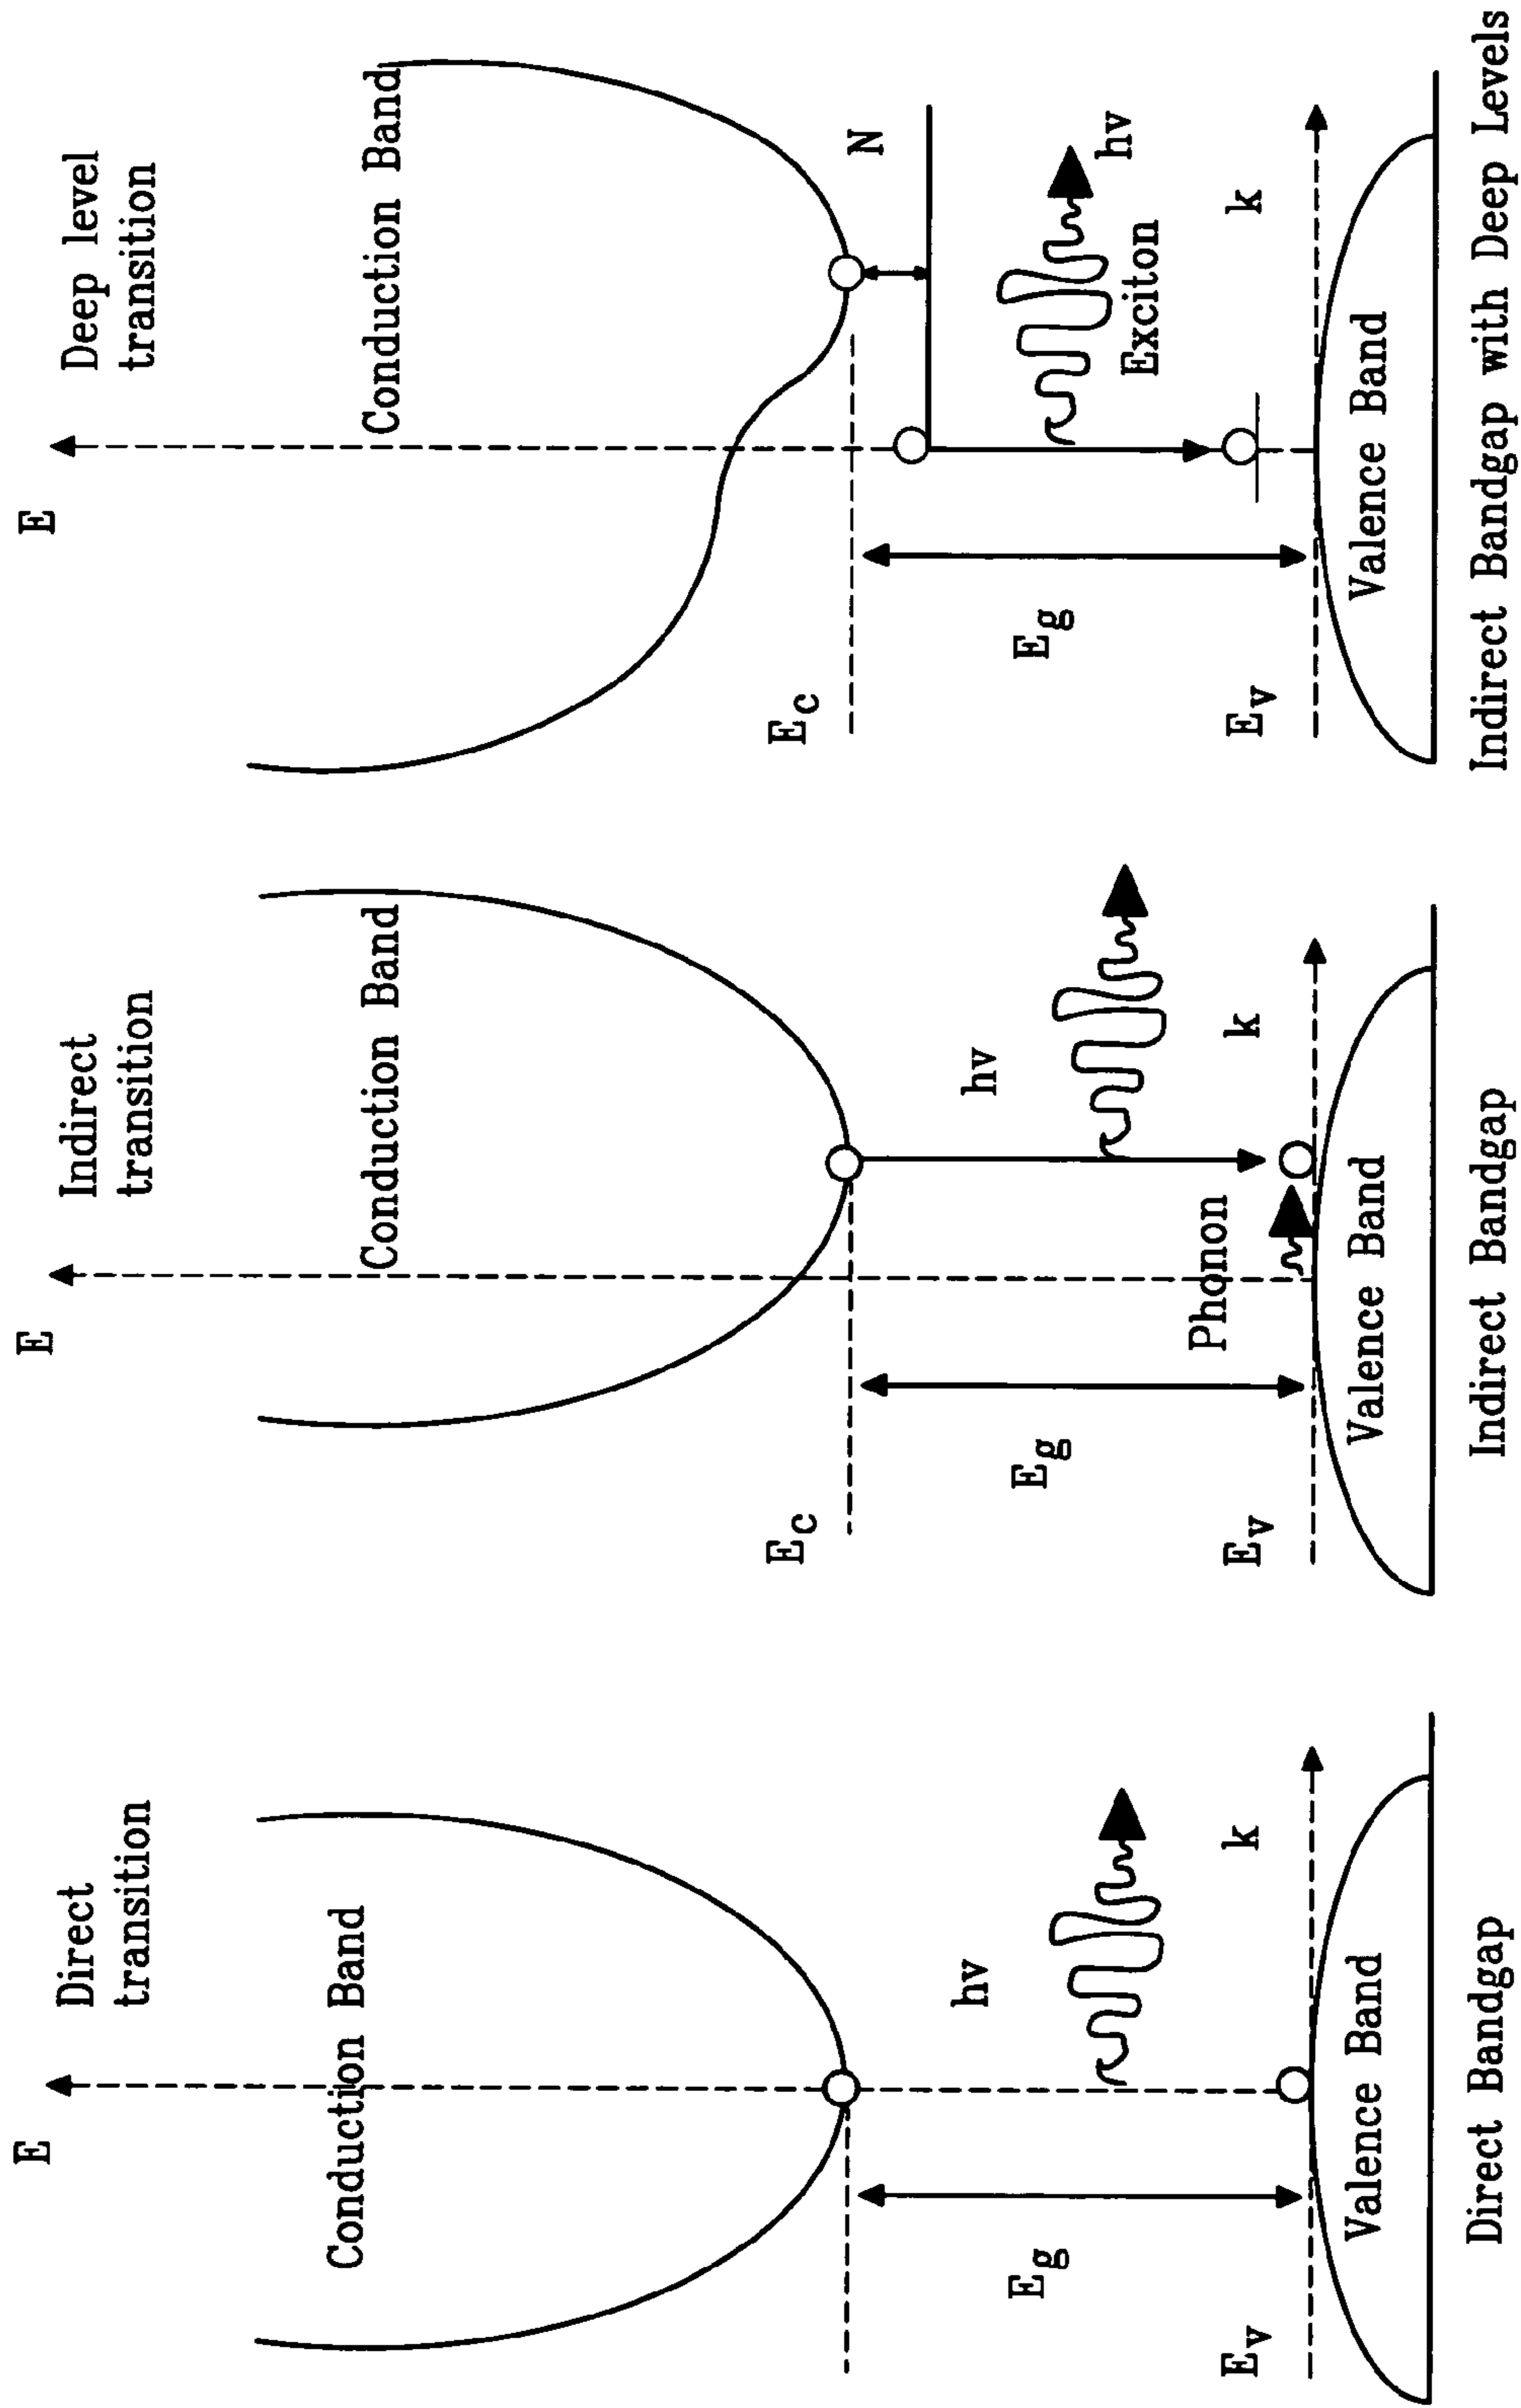 E
Direct
transition
Conduction Band
hv
Eg
Ev
k
Valence Band
Direct Bandgap
E
Indirect
transition
Conduction Band
Ec
hv
Eg
Phonon
Ev
k
Valence Band
Indirect Bandgap
E
Deep level
transition
Conduction Band
Ec
N
Eg
Exciton
hv
Ev
k
Valence Band
Indirect Bandgap with Deep Levels